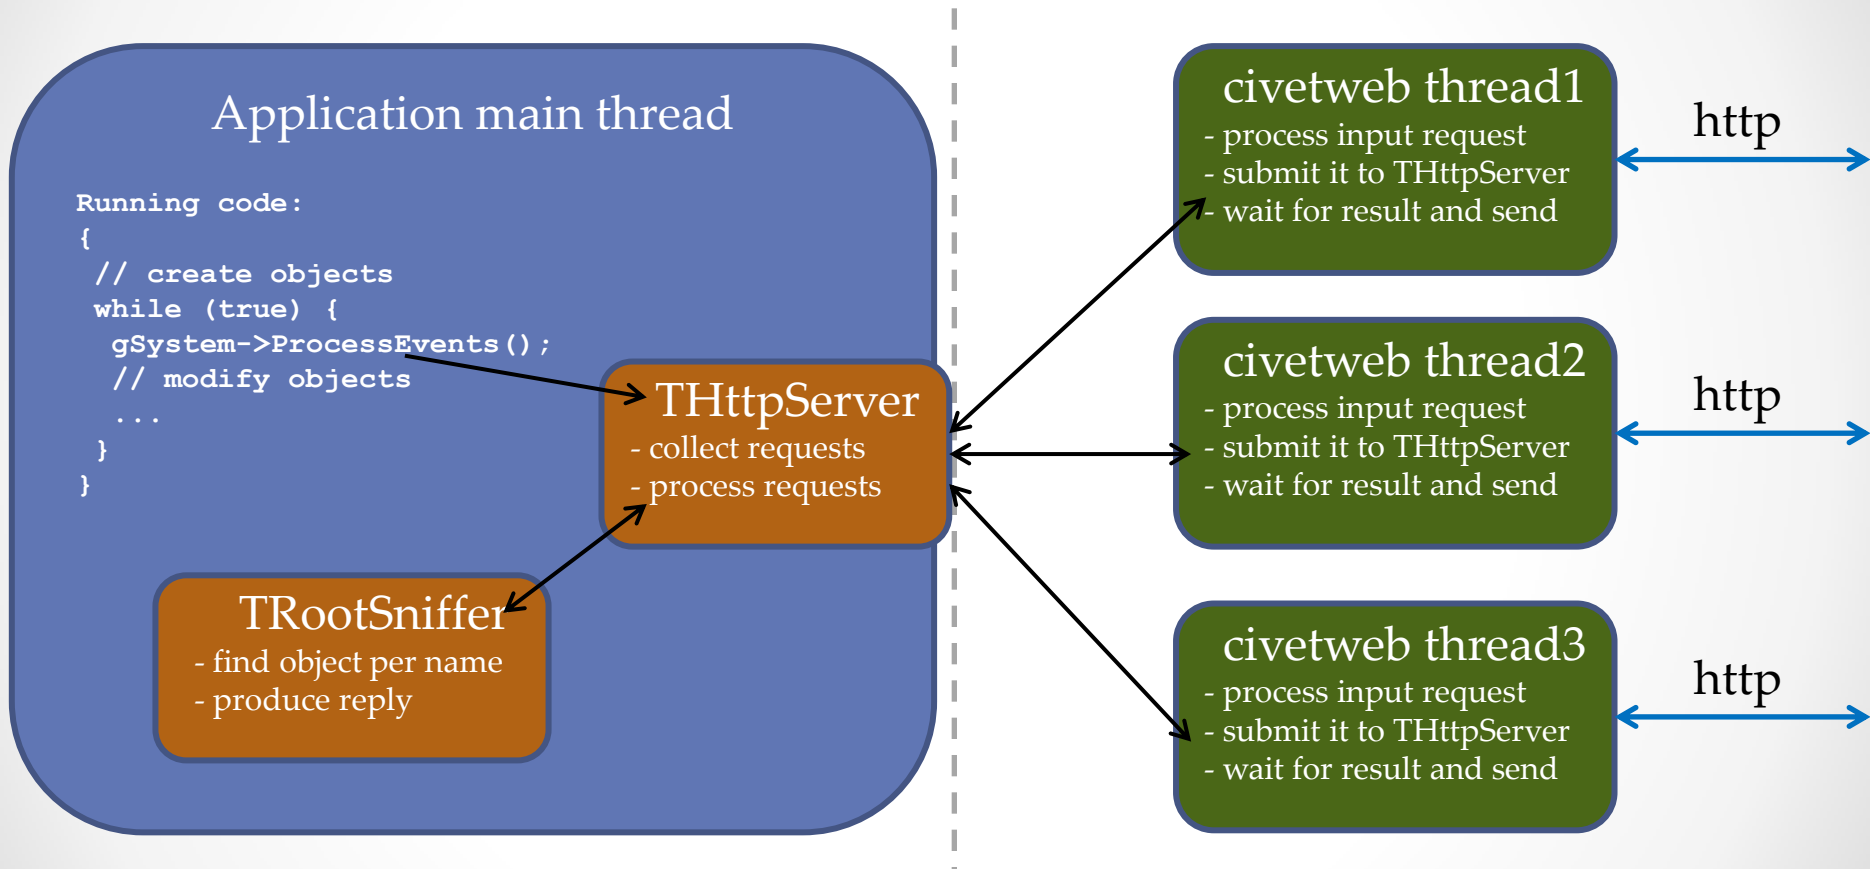 Application main thread
Running code:
{
// create objects
while (true) {
gSystem->ProcessEvents();
// modify objects
...
}
}
THttpServer
- collect requests
- process requests
TRootSniffer
- find object per name
- produce reply
civetweb thread1
- process input request
- submit it to THttpServer
- wait for result and send
http
civetweb thread2
- process input request
- submit it to THttpServer
- wait for result and send
http
civetweb thread3
- process input request
- submit it to THttpServer
- wait for result and send
http